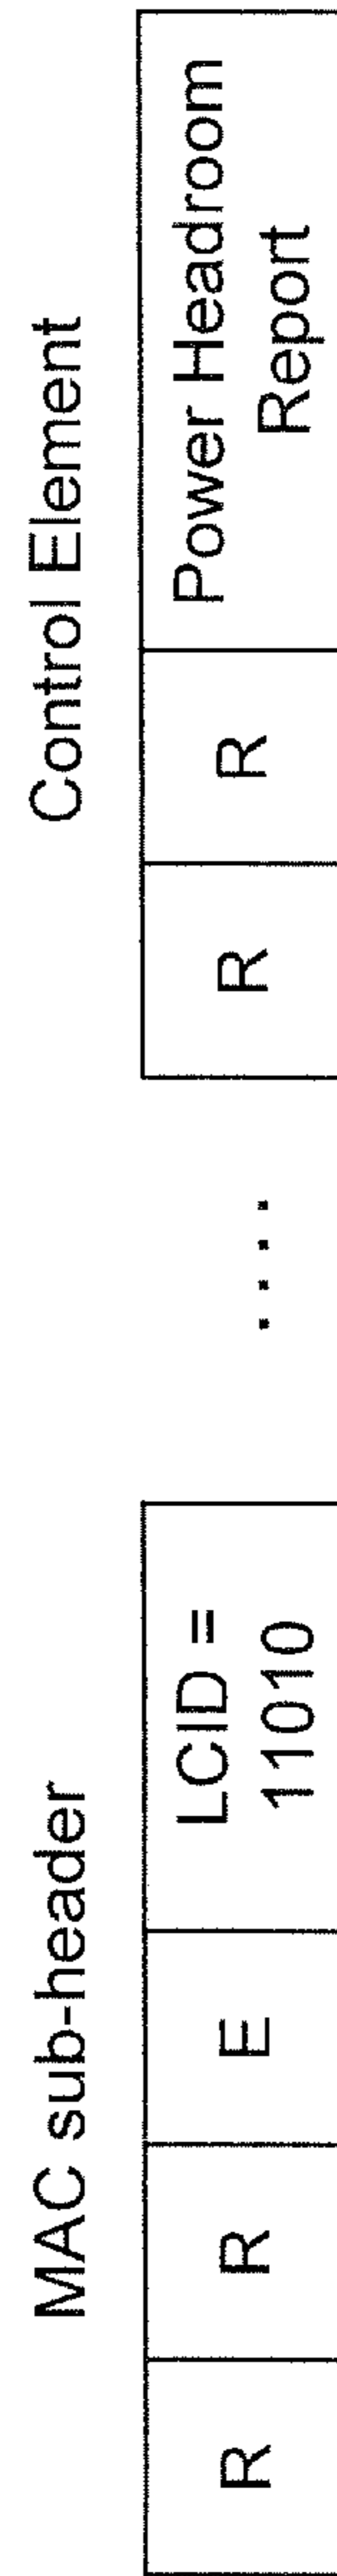 MAC sub-header
R
R
E
LCID =
11010
. . . .
Control Element
R
R
Power Headroom
Report